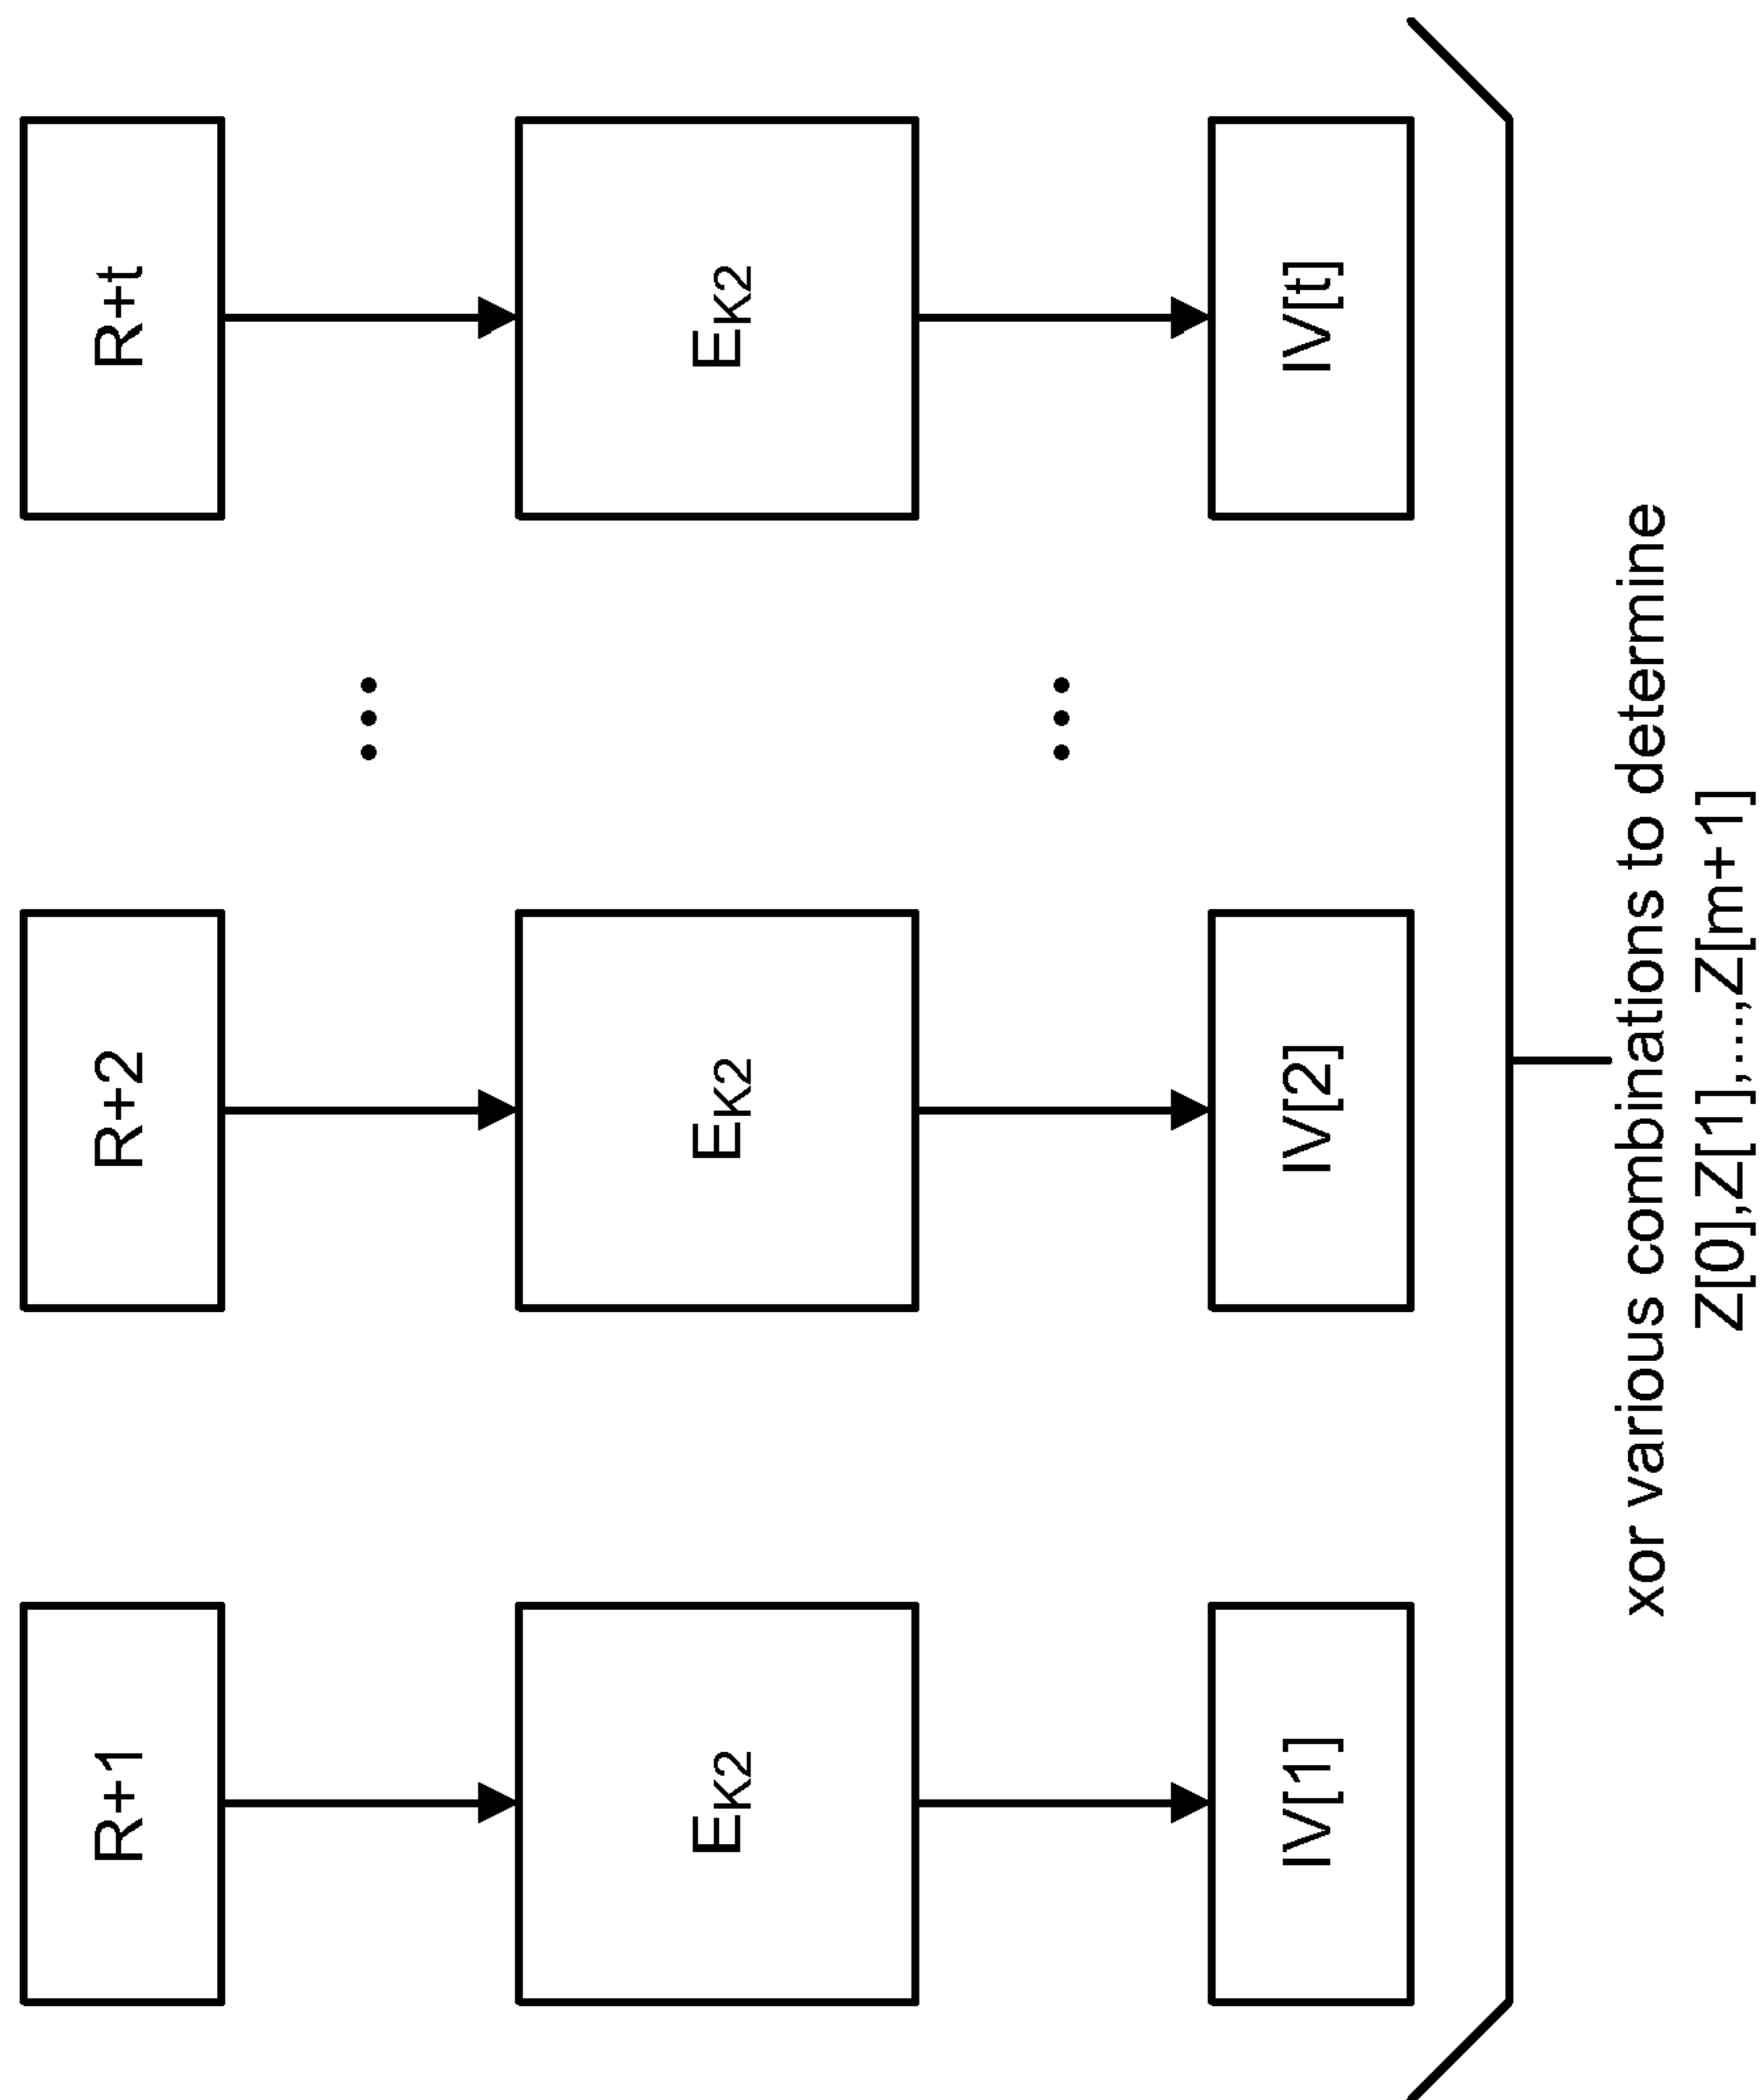 R+1
R+2
R+t
EK2
EK2
EK2
IV[1]
IV[2]
IV[t]
xor various combinations to determine
Z[0],Z[1],...,Z[m+1]